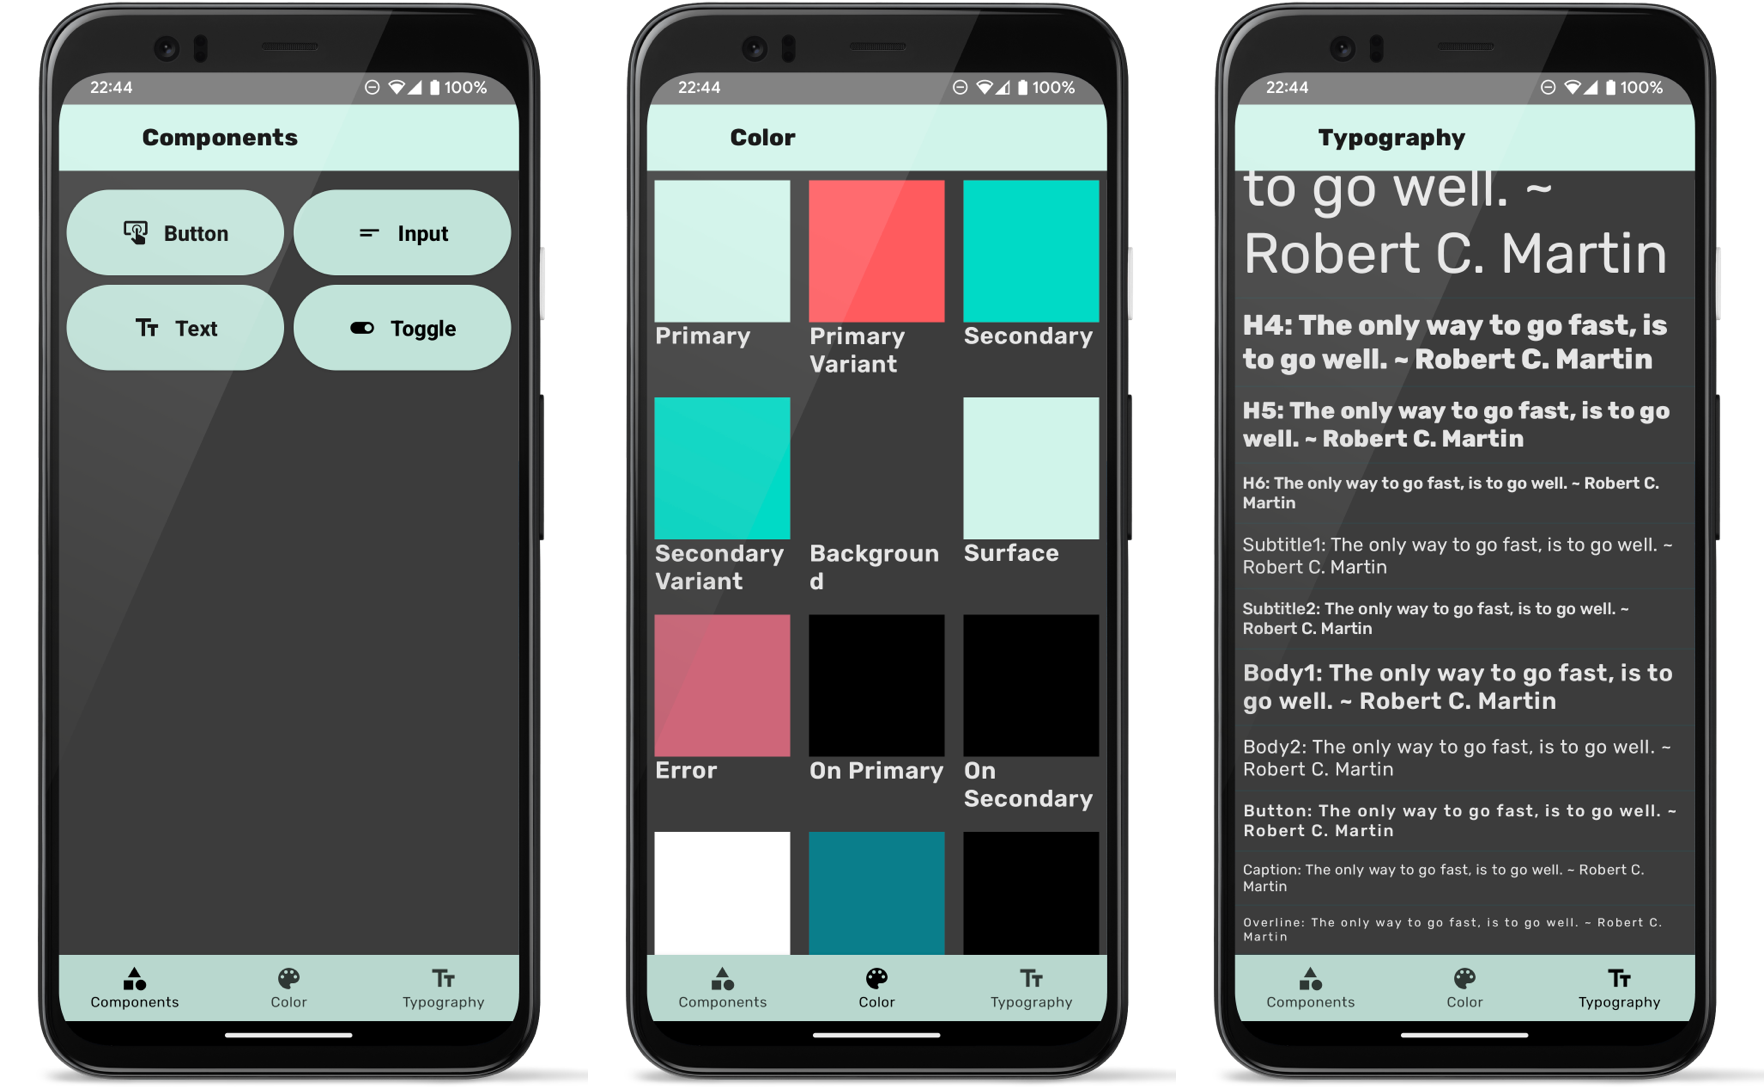 22:44
100%
Components
Button
Input
Text
Toggle
Components
Color
Typography
22:44
100%
Color
Primary
Primary
Variant
Secondary
Secondary
Variant
Backgroun
d
Surface
Error
On Primary
On
Secondary
Components
Color
Typography
22:44
100%
Typography
to go well. ~
Robert C. Martin
H4: The only way to go fast, is
to go well. ~ Robert C. Martin
H5: The only way to go fast, is to go
well. ~ Robert C. Martin
H6: The only way to go fast, is to go well. ~ Robert C.
Martin
Subtitle1: The only way to go fast, is to go well. ~
Robert C. Martin
Subtitle2: The only way to go fast, is to go well. ~
Robert C. Martin
Body1: The only way to go fast, is to
go well. ~ Robert C. Martin
Body2: The only way to go fast, is to go well. ~
Robert C. Martin
Button: The only way to go fast, is to go well. ~
Robert C. Martin
Caption: The only way to go fast, is to go well. ~ Robert C.
Martin
Overline: The only way to go fast, is to go well. ~ Robert C.
Martin
Components
Color
Typography